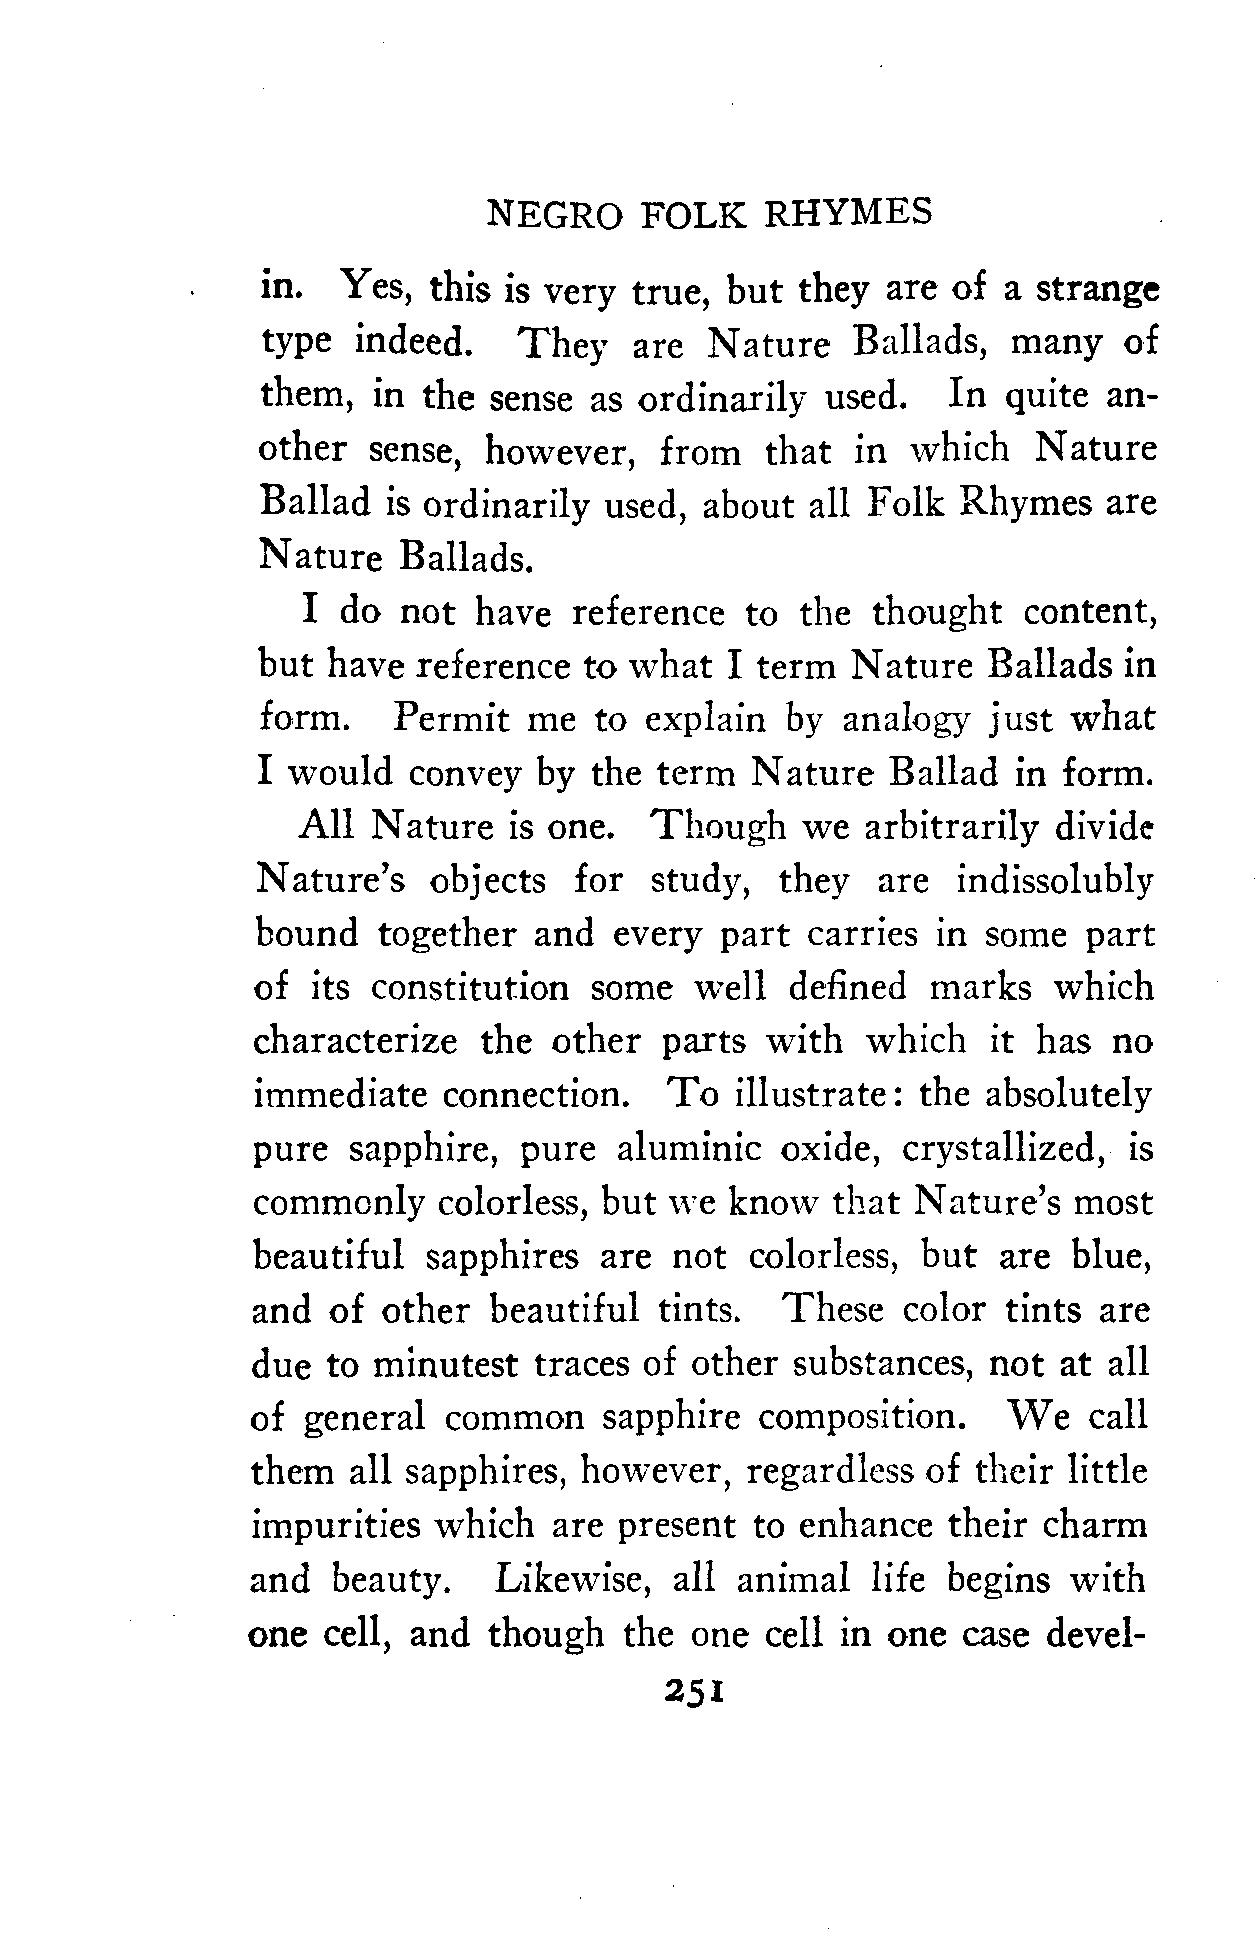 NEGRO FOLK RHYMES
in. Yes, this is very true, but they are of a strange
type indeed. They are Nature Ballads, many of
them, in the sense as ordinarily used. In quite an-
other sense, however, from that in which Nature
Ballad is ordinarily used, about all Folk Rhymes are
Nature Ballads.
I do not have reference to the thought content,
but have reference to what I term Nature Ballads in
form. Permit me to explain by analogy just what
I would convey by the term Nature Ballad in form.
All Nature is one. Though we arbitrarily divide
Nature's objects for study, they are indissolubly
bound together and every part carries in some part
of its constitution some well defined marks which
characterize the other parts with which it has no
immediate connection. To illustrate: the absolutely
pure sapphire, pure aluminic oxide, crystallized, is
commonly colorless, but we know that Nature's most
beautiful sapphires are not colorless, but are blue,
and of other beautiful tints. These color tints are
due to minutest traces of other substances, not at all
of general common sapphire composition. We call
them all sapphires, however, regardless of their little
impurities which are present to enhance their charm
and beauty. Likewise, all animal life begins with
one cell, and though the one cell in one case devel-
251